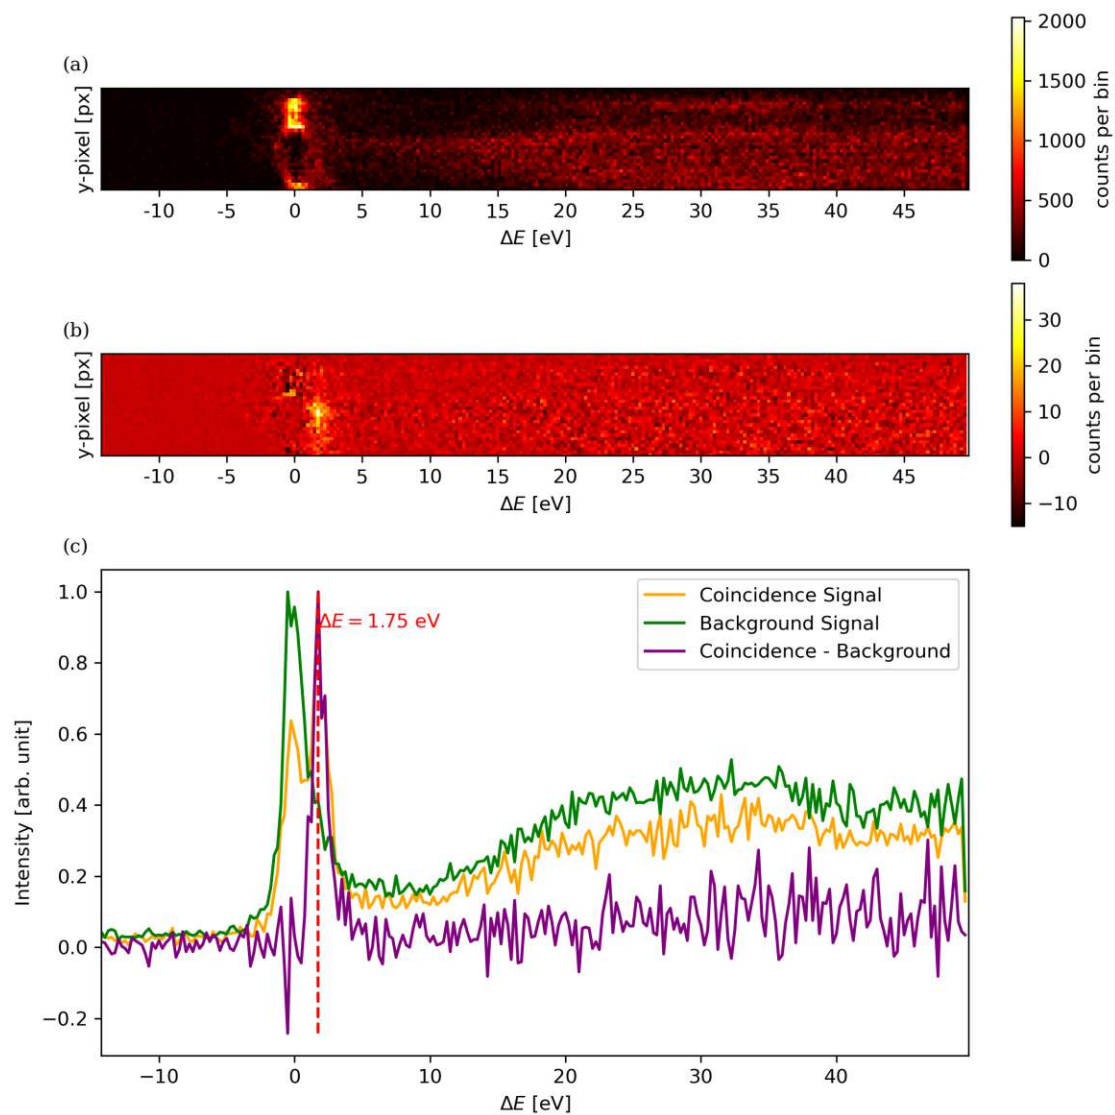 (a)
y-pixel [px]
-10 -5 0 5 10 15 20 25 30 35 40 45
ΔE [eV]
2000
1500
1000
500
0
counts per bin
(b)
y-pixel [px]
-10 -5 0 5 10 15 20 25 30 35 40 45
ΔE [eV]
30
20
10
0
−10
counts per bin
(c)
Intensity [arb. unit]
1.0
0.8
0.6
0.4
0.2
0.0
−0.2
ΔE = 1.75 eV
Coincidence Signal
Background Signal
Coincidence - Background
−10 0 10 20 30 40
ΔE [eV]